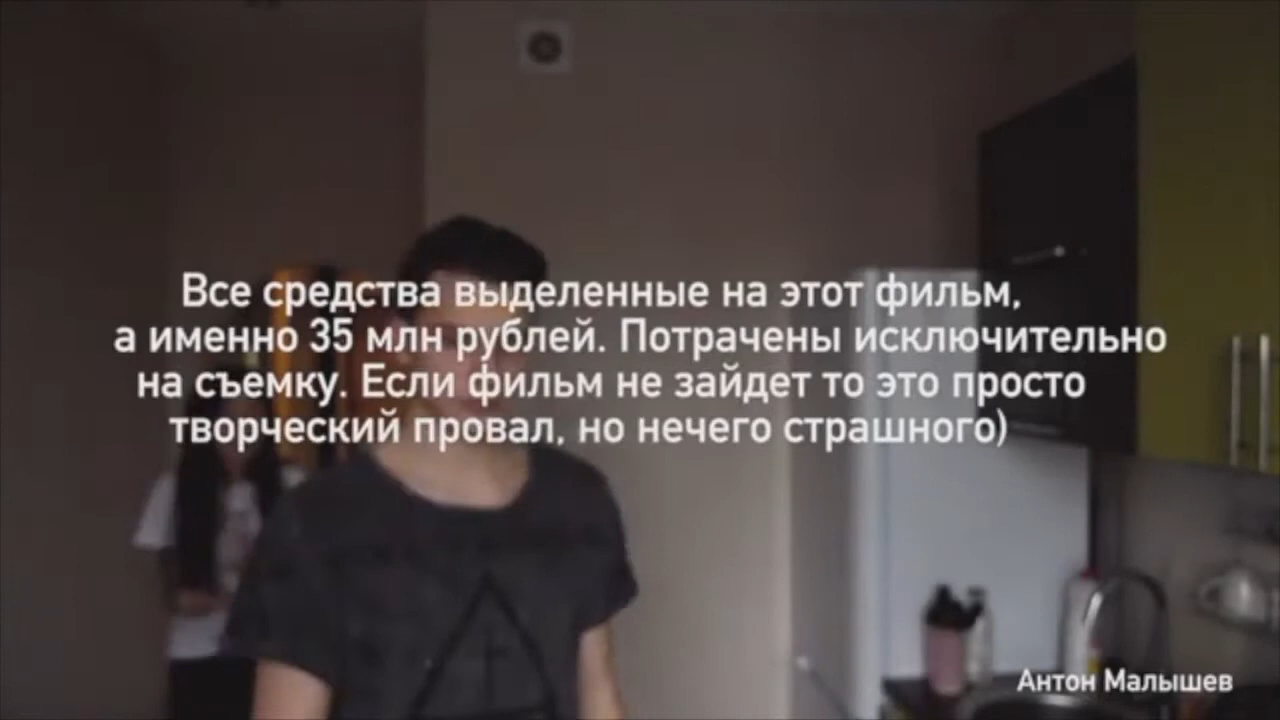 Все средства выделенные на этот фильм,
а именно 35 млн рублей. Потрачены исключительно
на съемку. Если фильм не зайдет то это просто
творческий провал, но нечего страшного)
Антон Малышев